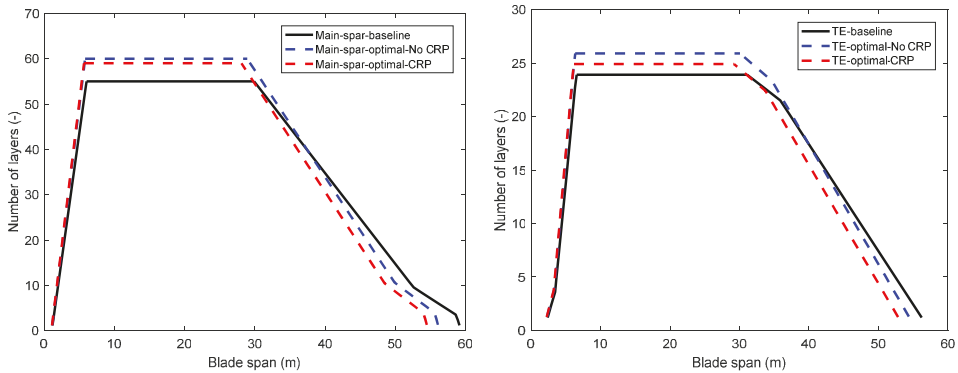 70
60
50
40
30
20
10
0
Number of layers (-)
Main-spar-baseline
Main-spar-optimal-No CRP
Main-spar-optimal-CRP
0 10 20 30 40 50 60
Blade span (m)
30
25
20
15
10
5
0
Number of layers (-)
TE-baseline
TE-optimal-No CRP
TE-optimal-CRP
0 10 20 30 40 50 60
Blade span (m)